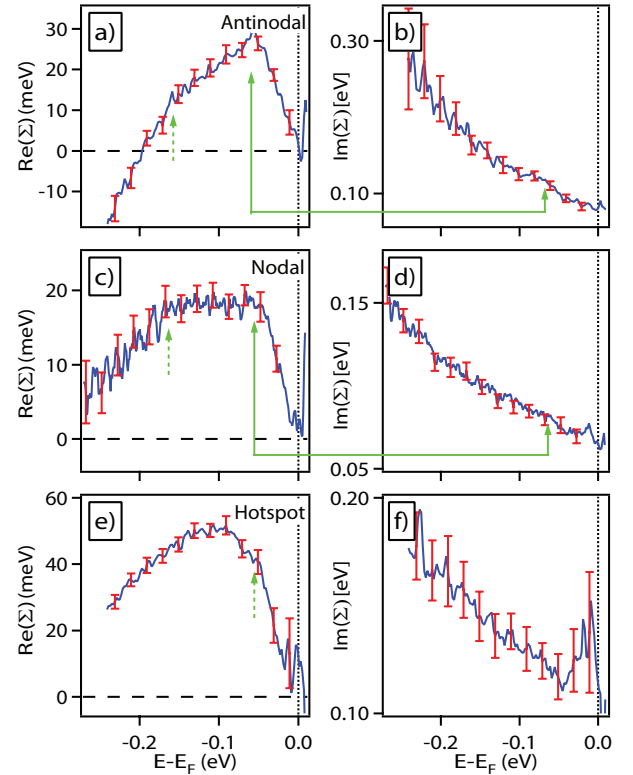 a)
Antinodal
Re(Σ) (meV)
30
20
10
0
-10
b)
Im(Σ) [eV]
0.30
0.10
c)
Nodal
Re(Σ) (meV)
20
10
0
d)
Im(Σ) [eV]
0.15
0.05
e)
Hotspot
Re(Σ) (meV)
60
40
20
0
-0.2
-0.1
0.0
E-E_F (eV)
f)
Im(Σ) [eV]
0.20
0.10
-0.2
-0.1
0.0
E-E_F (eV)